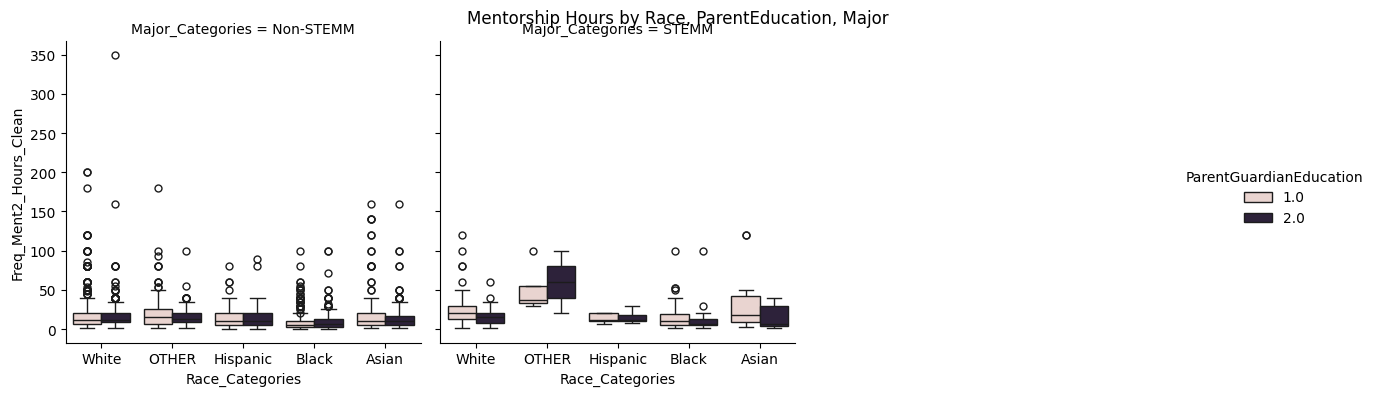 Mentorship Hours by Race, ParentEducation, Major
Major_Categories = Non-STEMM
Major_Categories = STEMM
Freq_Ment2_Hours_Clean
350
300
250
200
150
100
50
0
White OTHER Hispanic Black Asian
Race_Categories
White OTHER Hispanic Black Asian
Race_Categories
ParentGuardianEducation
1.0
2.0